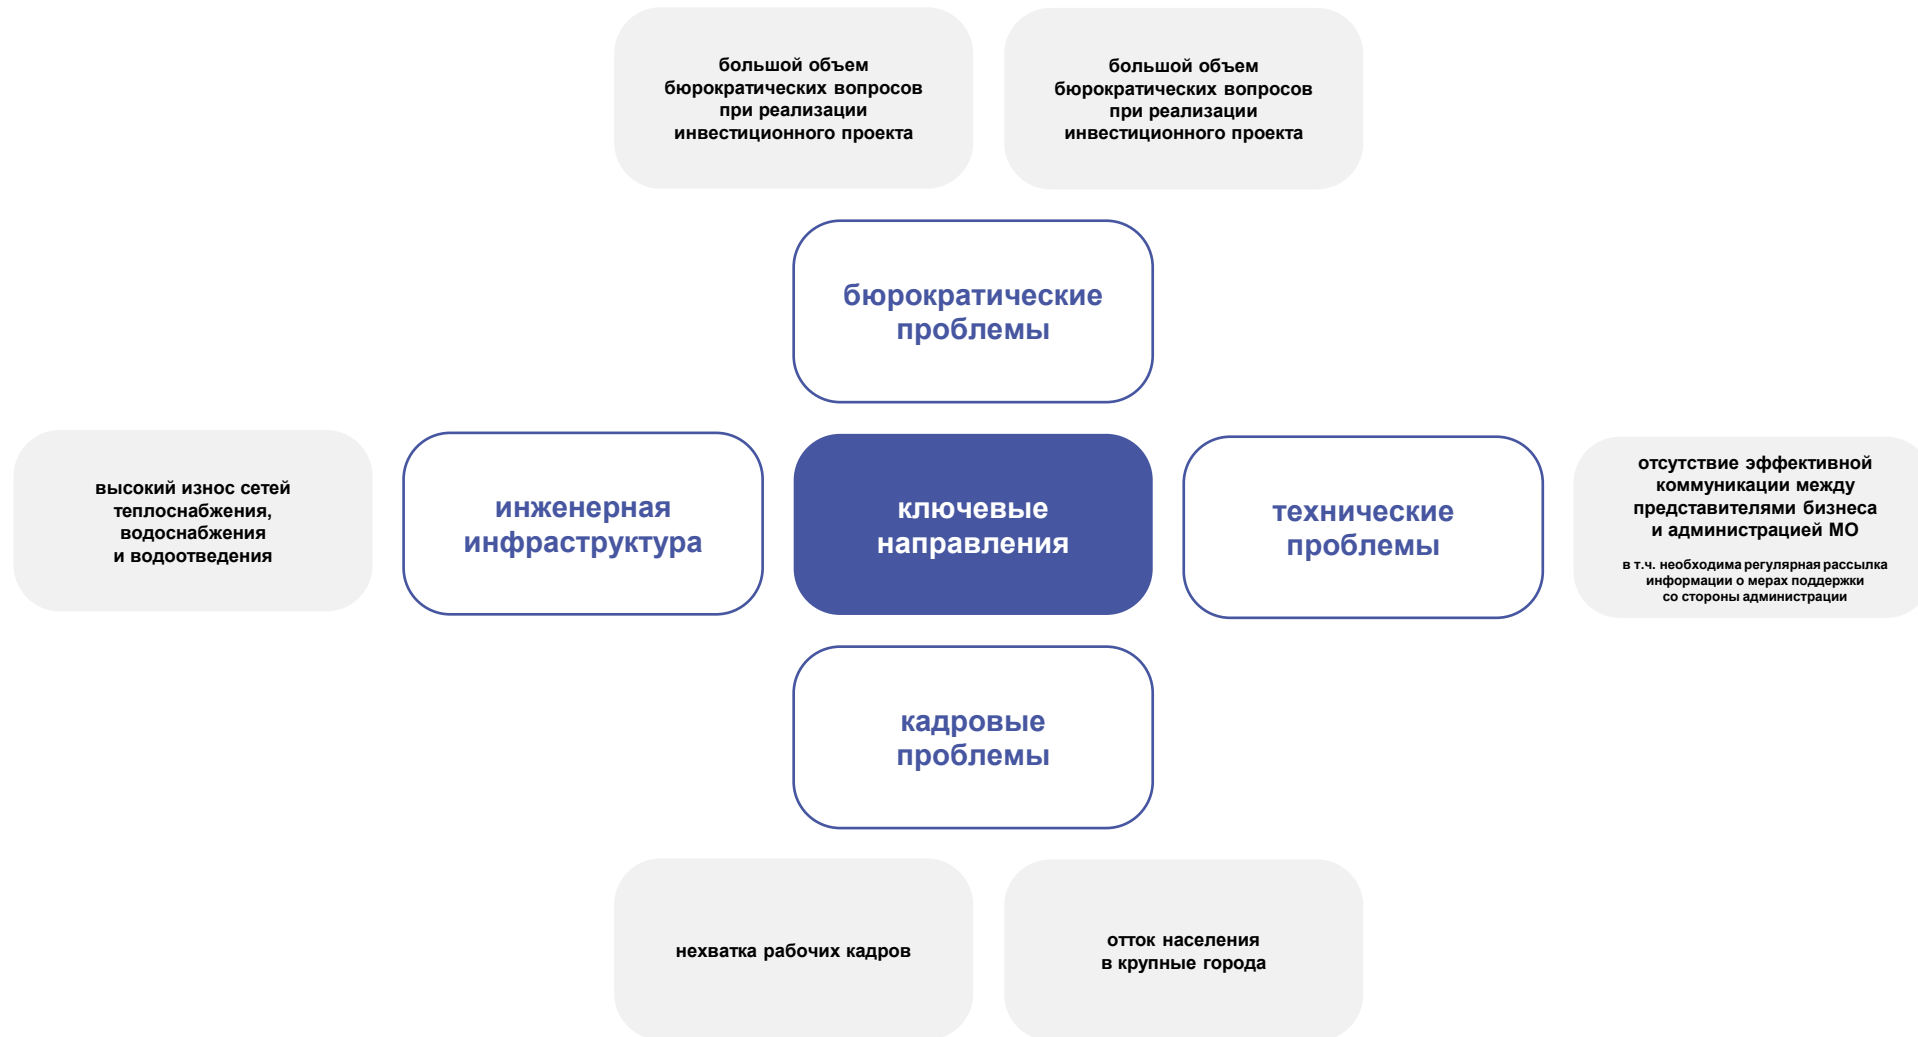 большой объем
бюрократических вопросов
при реализации
инвестиционного проекта
большой объем
бюрократических вопросов
при реализации
инвестиционного проекта
бюрократические
проблемы
высокий износ сетей
теплоснабжения,
водоснабжения
и водоотведения
инженерная
инфраструктура
ключевые
направления
технические
проблемы
отсутствие эффективной
коммуникации между
представителями бизнеса
и администрацией МО
в т.ч. необходима регулярная рассылка
информации о мерах поддержки
со стороны администрации
кадровые
проблемы
нехватка рабочих кадров
отток населения
в крупные города